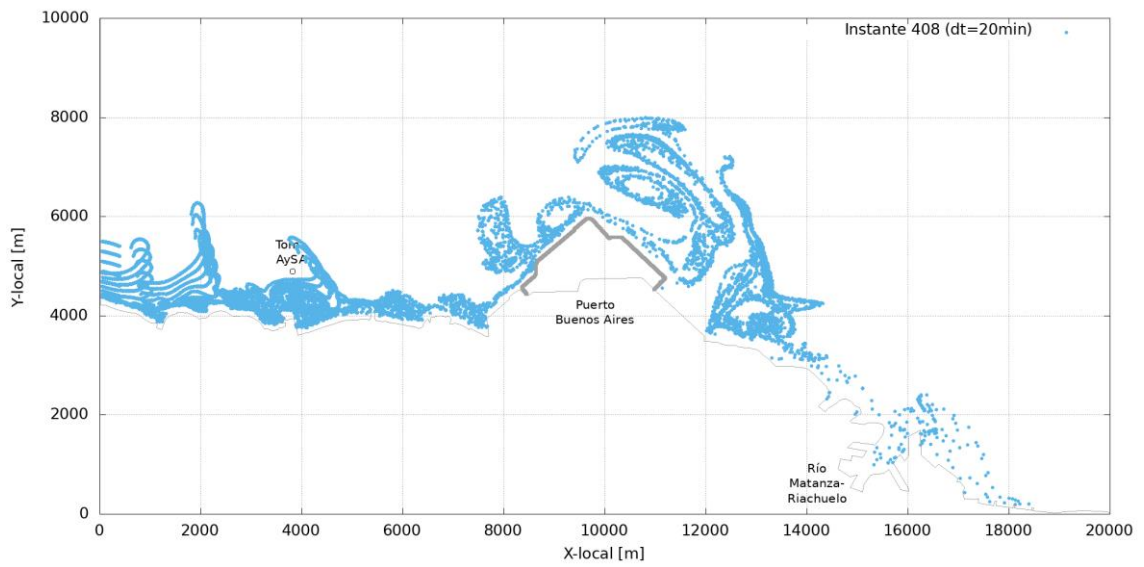 Instante 408 (dt=20min)
10000
8000
6000
4000
2000
0
Y-local [m]
AySA
Puerto
Buenos Aires
Río
Matanza-
Riachuelo
0
2000
4000
6000
8000
10000
12000
14000
16000
18000
20000
X-local [m]